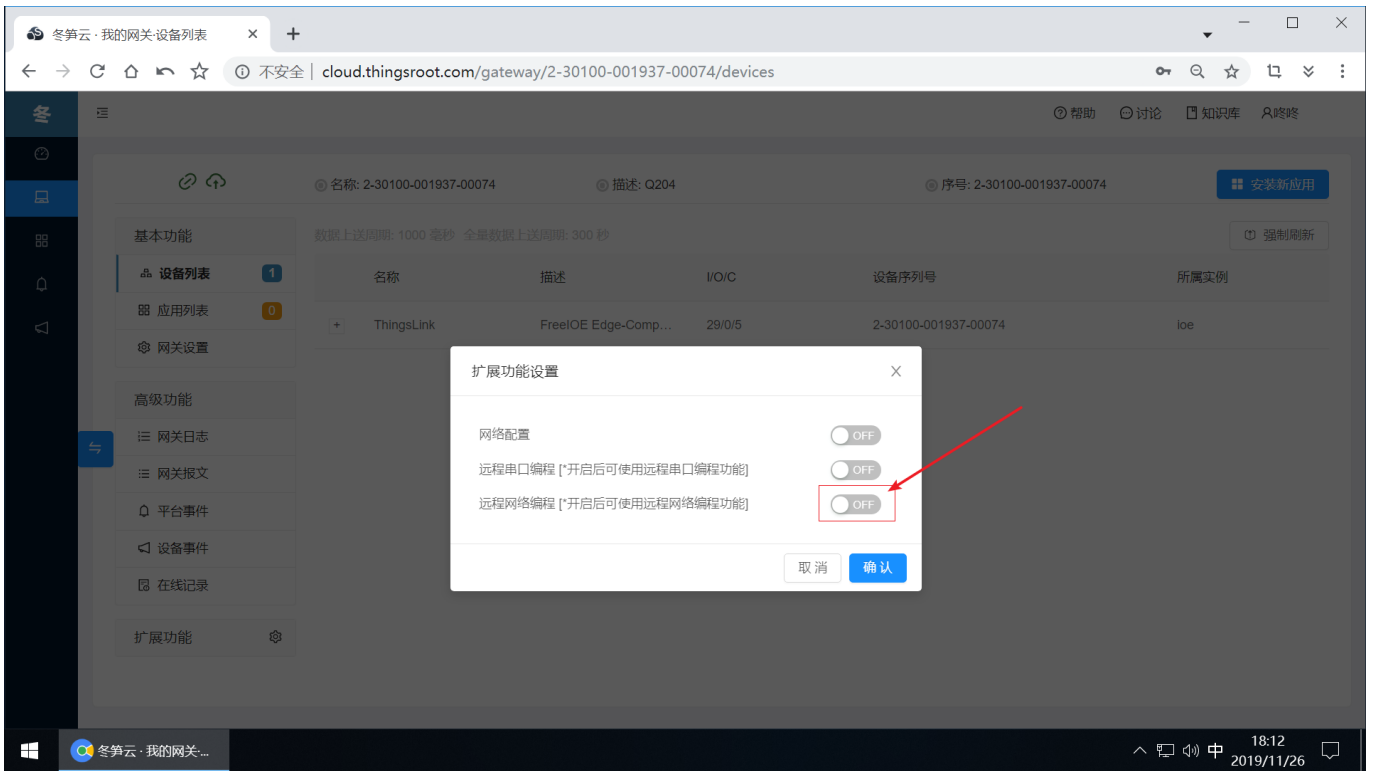 冬笋云 · 我的网关·设备列表
不安全 | cloud.thingsroot.com/gateway/2-30100-001937-00074/devices
冬
帮助 讨论 知识库 咚咚
名称: 2-30100-001937-00074 描述: Q204 序号: 2-30100-001937-00074 安装新应用
基本功能
数据上送周期: 1000 毫秒 全量数据上送周期: 300 秒 强制刷新
设备列表 1
名称 描述 I/O/C 设备序列号 所属实例
应用列表 0
ThingsLink FreeIOE Edge-Comp... 29/0/5 2-30100-001937-00074 ioe
网关设置
高级功能
网关日志
网关报文
平台事件
设备事件
在线记录
扩展功能
扩展功能设置
网络配置 OFF
远程串口编程 [*开启后可使用远程串口编程功能] OFF
远程网络编程 [*开启后可使用远程网络编程功能] OFF
取 消 确 认
冬笋云 · 我的网关·...
中
18:12
2019/11/26